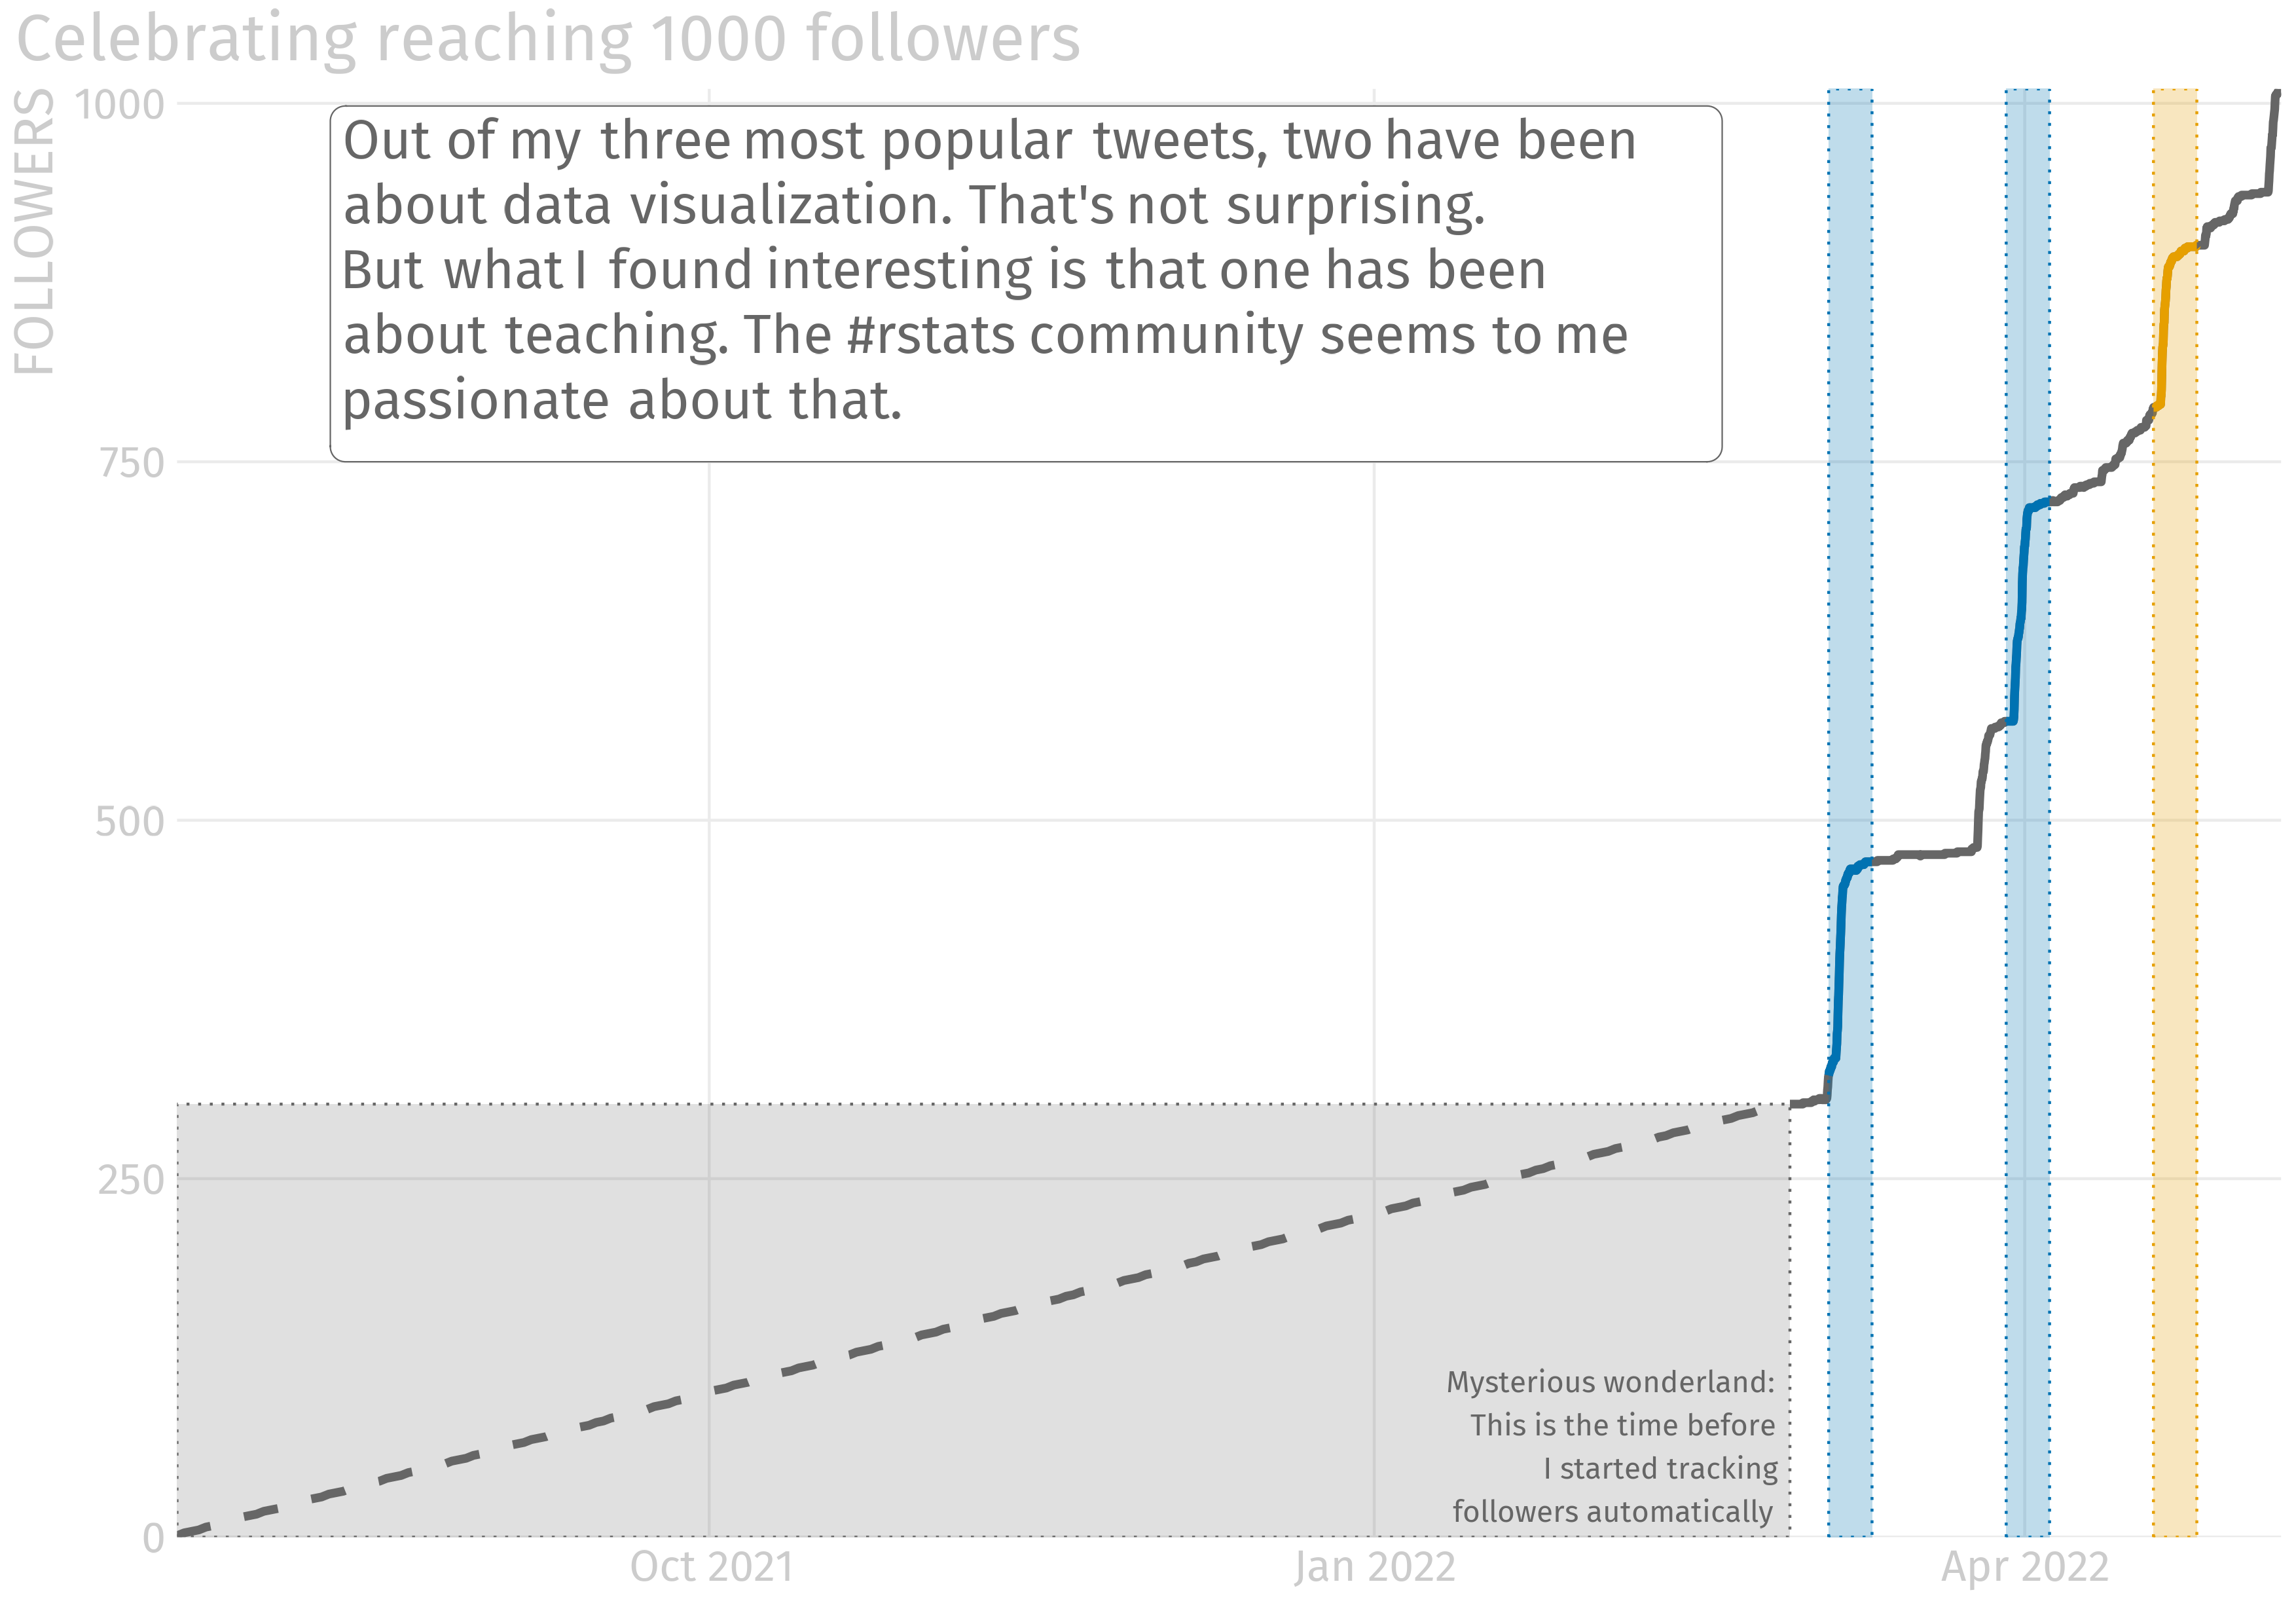 Celebrating reaching 1000 followers
FOLLOWERS
1000
750
500
250
0
Out of my three most popular tweets, two have been
about data visualization. That's not surprising.
But what I found interesting is that one has been
about teaching. The #rstats community seems to me
passionate about that.
Mysterious wonderland:
This is the time before
I started tracking
followers automatically
Oct 2021
Jan 2022
Apr 2022